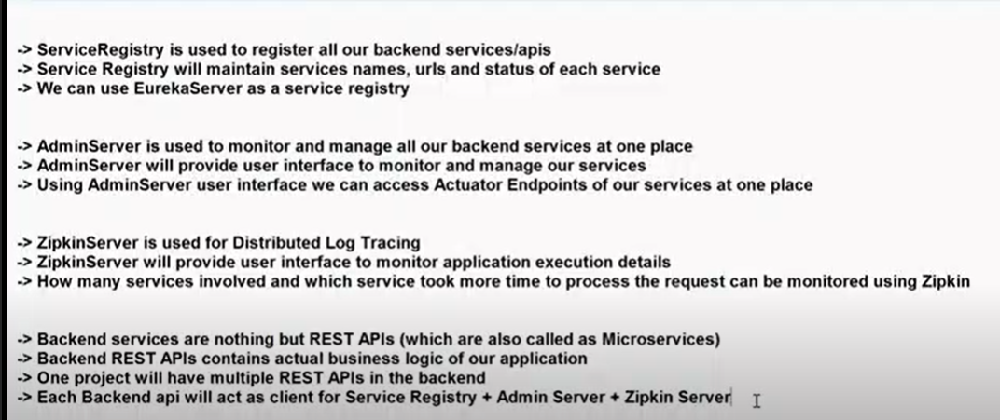 -> ServiceRegistry is used to register all our backend services/apis
-> Service Registry will maintain services names, urls and status of each service
-> We can use EurekaServer as a service registry
-> AdminServer is used to monitor and manage all our backend services at one place
-> AdminServer will provide user interface to monitor and manage our services
-> Using AdminServer user interface we can access Actuator Endpoints of our services at one place
-> ZipkinServer is used for Distributed Log Tracing
-> ZipkinServer will provide user interface to monitor application execution details
-> How many services involved and which service took more time to process the request can be monitored using Zipkin
-> Backend services are nothing but REST APIs (which are also called as Microservices)
-> Backend REST APIs contains actual business logic of our application
-> One project will have multiple REST APIs in the backend
-> Each Backend api will act as client for Service Registry + Admin Server + Zipkin Server